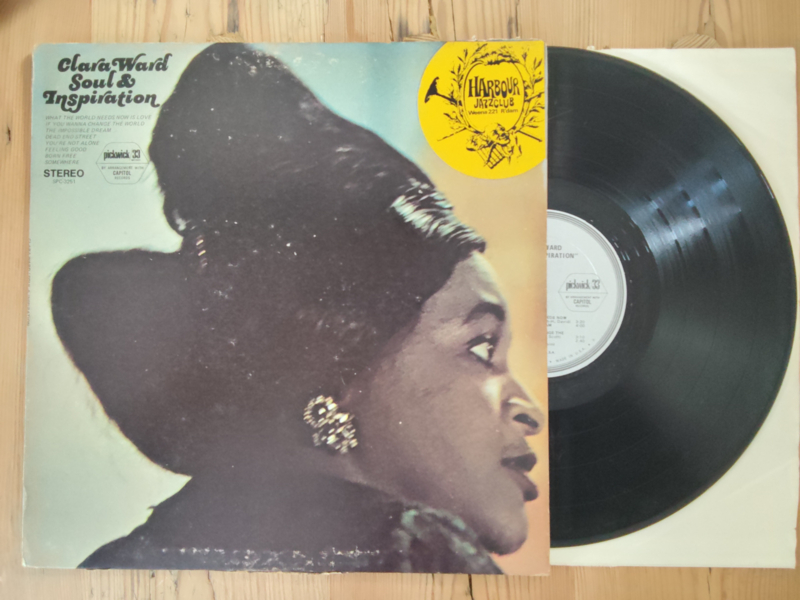 Clara Ward
Soul &
Inspiration
WHAT THE WORLD NEEDS NOW IS LOVE
IF YOU WANNA CHANGE THE WORLD
THE IMPOSSIBLE DREAM
DEAD END STREET
YOU'RE NOT ALONE
FEELING GOOD
BORN FREE
SOMEWHERE
STEREO
pickwick 33
CAPITOL
RECORDS
HARBOUR
JAZZCLUB
WARD
PIRATION"
pickwick 33
CAPITOL